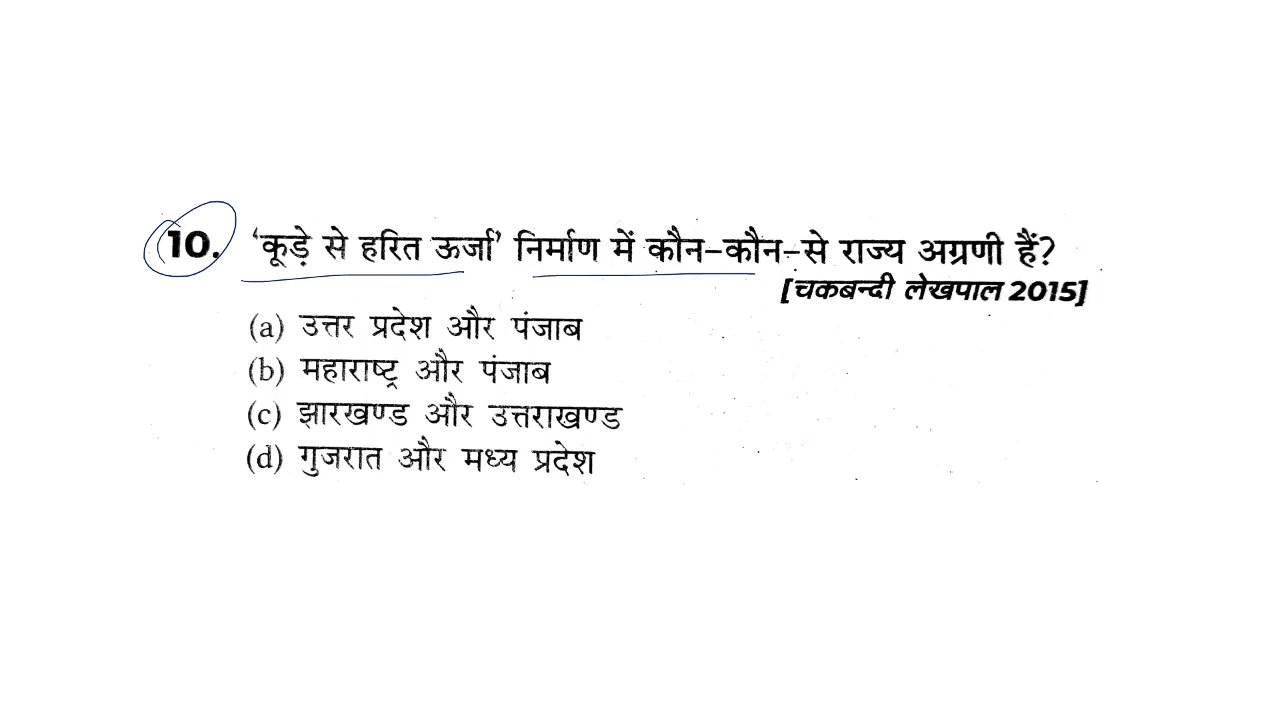 10. 'कूड़े से हरित ऊर्जा' निर्माण में कौन-कौन-से राज्य अग्रणी हैं?
[चकबन्दी लेखपाल 2015]
(a) उत्तर प्रदेश और पंजाब
(b) महाराष्ट्र और पंजाब
(c) झारखण्ड और उत्तराखण्ड
(d) गुजरात और मध्य प्रदेश